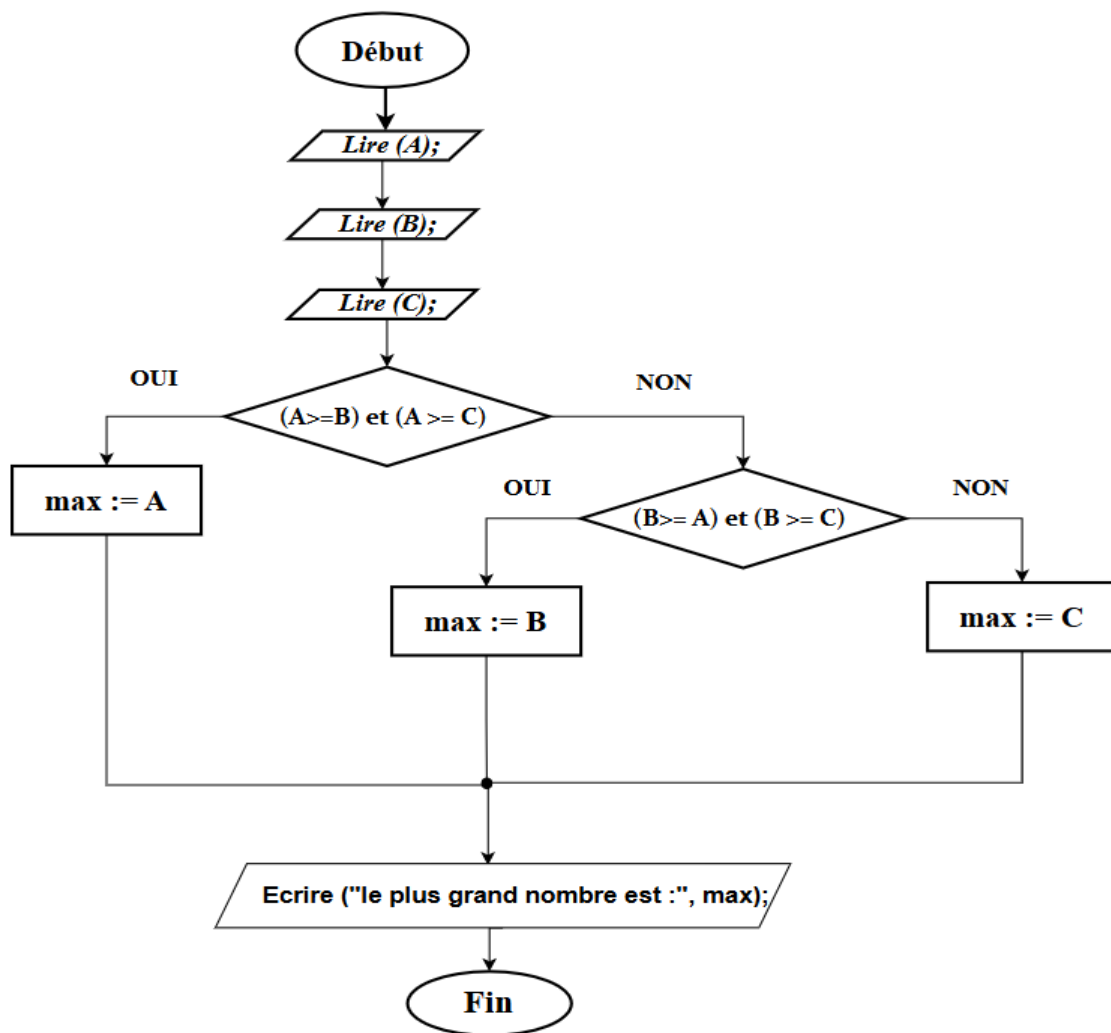 Début
Lire (A);
Lire (B);
Lire (C);
OUI
NON
(A>=B) et (A >= C)
max := A
OUI
NON
(B>= A) et (B >= C)
max := B
max := C
Ecrire ("le plus grand nombre est :", max);
Fin